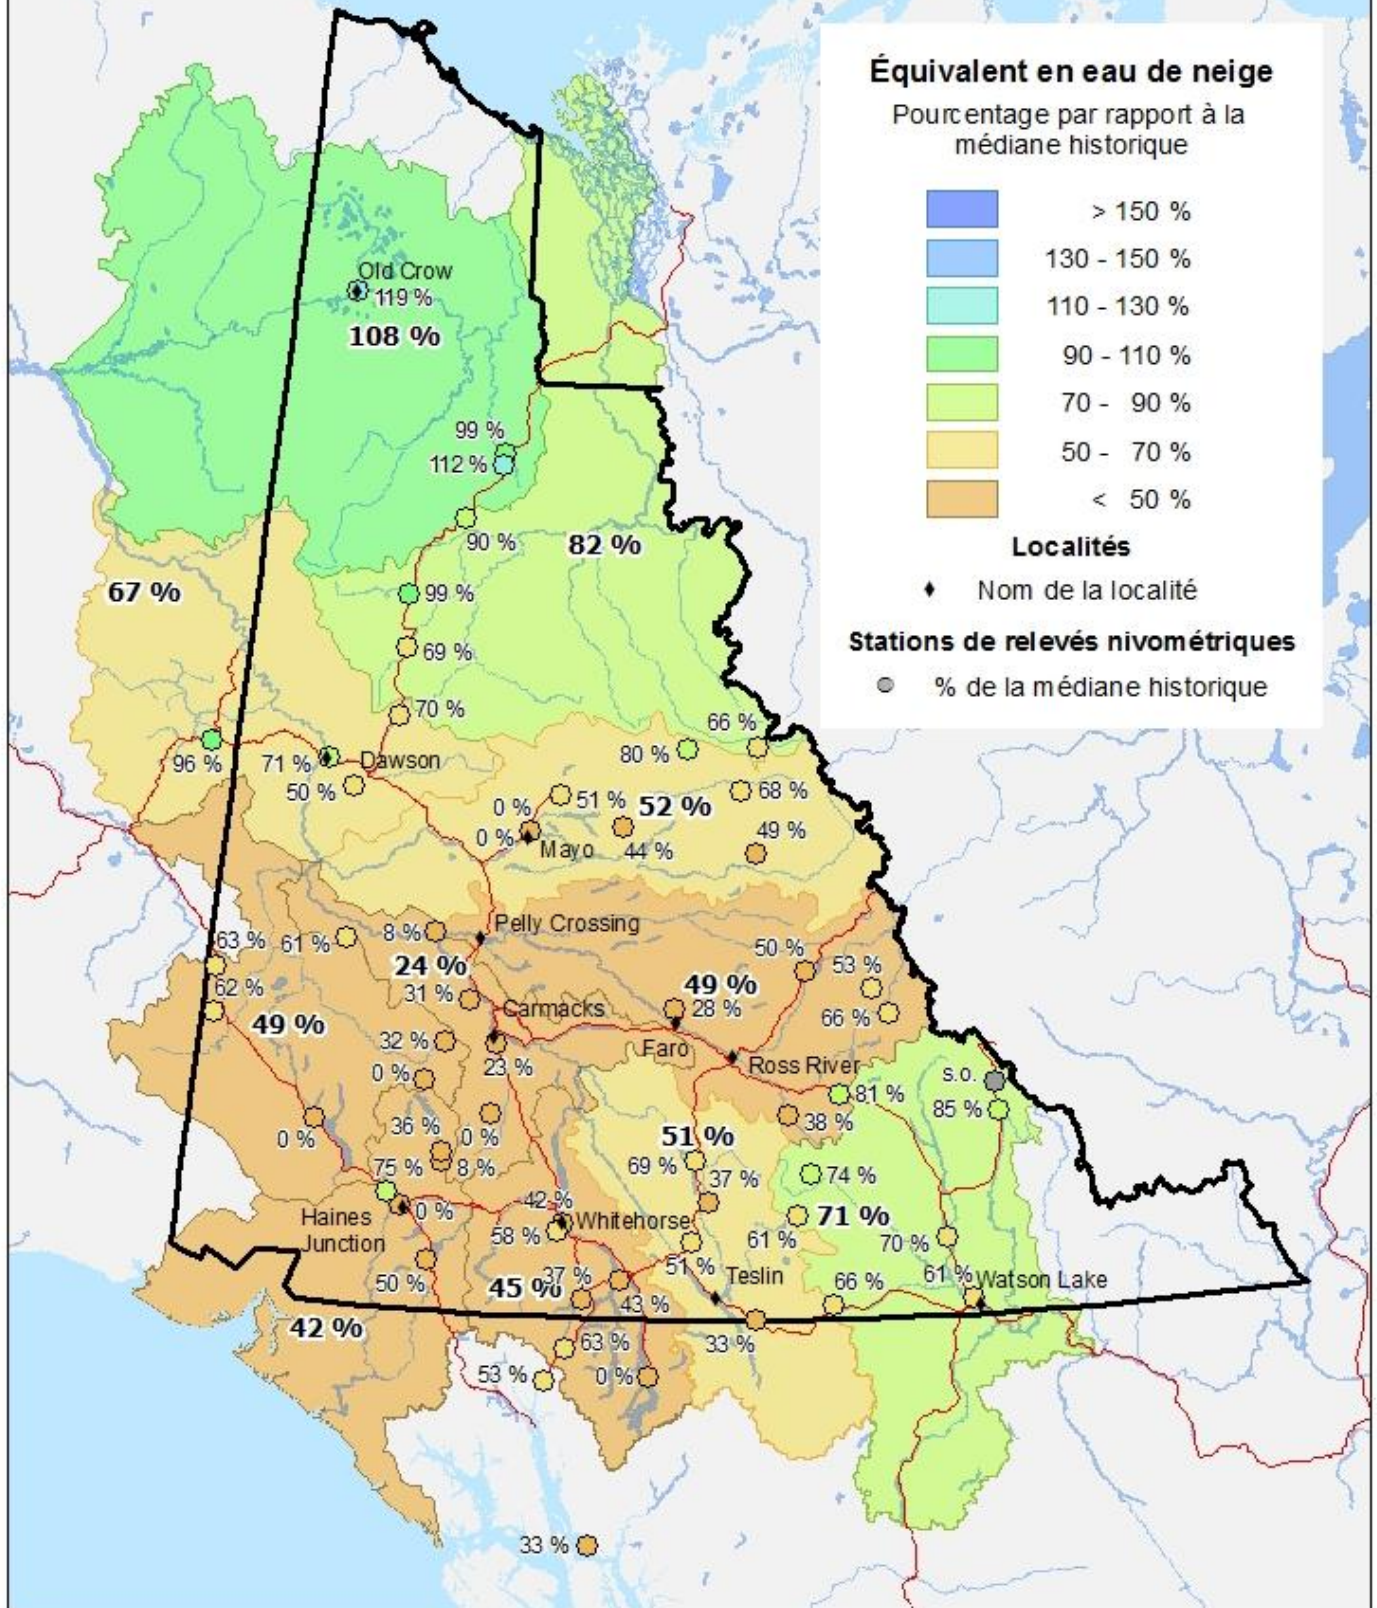 Équivalent en eau de neige
Pourcentage par rapport à la
médiane historique
> 150 %
130 - 150 %
110 - 130 %
90 - 110 %
70 - 90 %
50 - 70 %
< 50 %
Localités
Nom de la localité
Stations de relevés nivométriques
% de la médiane historique
Old Crow
119 %
108 %
99 %
112 %
90 %
82 %
67 %
99 %
69 %
70 %
66 %
80 %
96 %
71 %
Dawson
50 %
0 %
51 %
52 %
68 %
0 %
Mayo
44 %
49 %
63 %
61 %
8 %
Pelly Crossing
24 %
50 %
53 %
62 %
31 %
49 %
28 %
Carmacks
66 %
49 %
32 %
23 %
Faro
Ross River
s.o.
0 %
81 %
85 %
0 %
36 %
0 %
38 %
51 %
75 %
8 %
69 %
37 %
74 %
0 %
42 %
Haines
Junction
58 %
Whitehorse
61 %
71 %
70 %
50 %
45 %
37 %
43 %
51 %
Teslin
66 %
61 %
Watson Lake
42 %
63 %
33 %
53 %
0 %
33 %